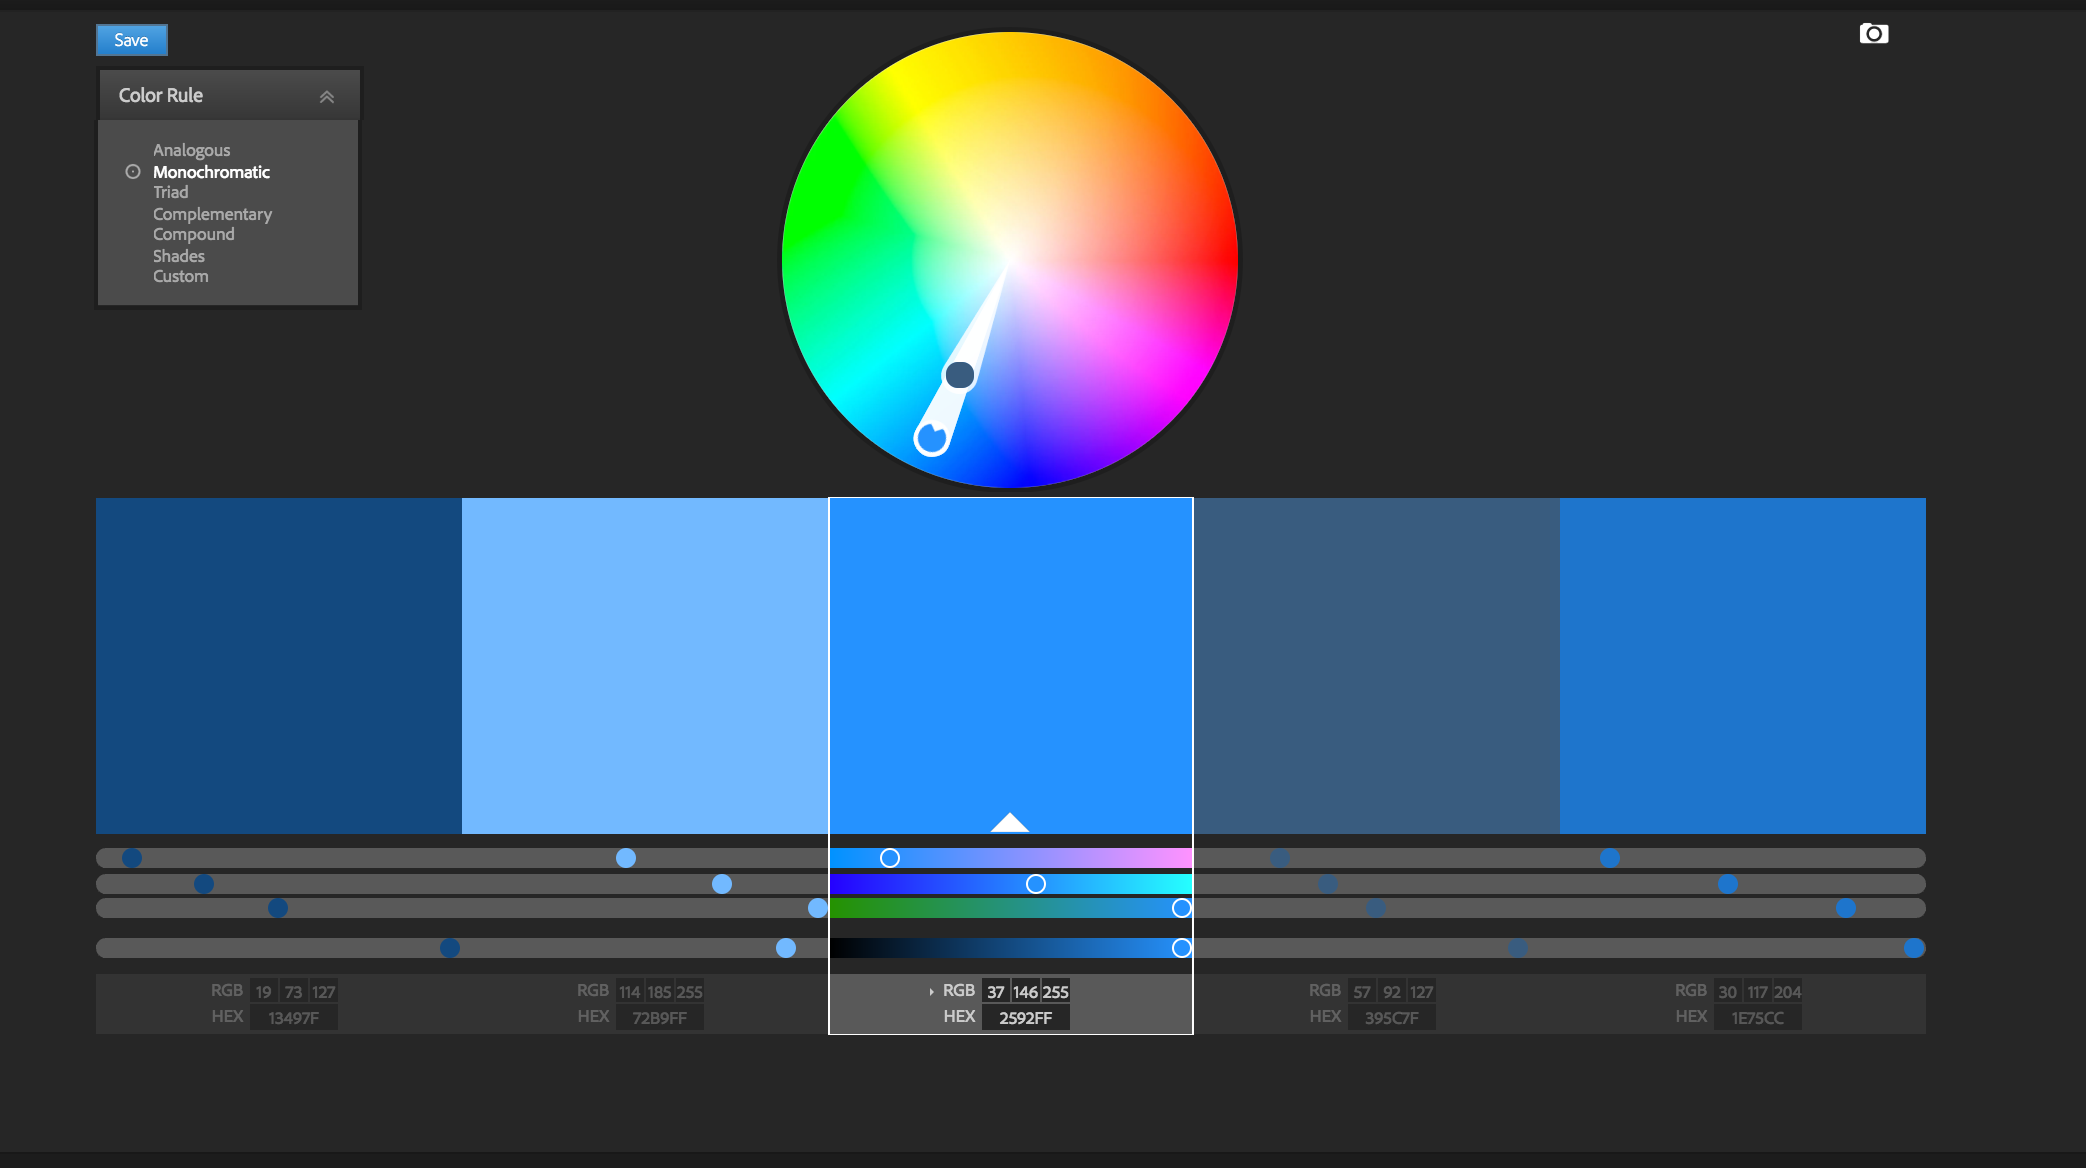 Save
Color Rule
Analogous
Monochromatic
Triad
Complementary
Compound
Shades
Custom
RGB 19 73 127
HEX 13497F
RGB 114 185 255
HEX 72B9FF
RGB 37 146 255
HEX 2592FF
RGB 57 92 127
HEX 395C7F
RGB 30 117 204
HEX 1E75CC